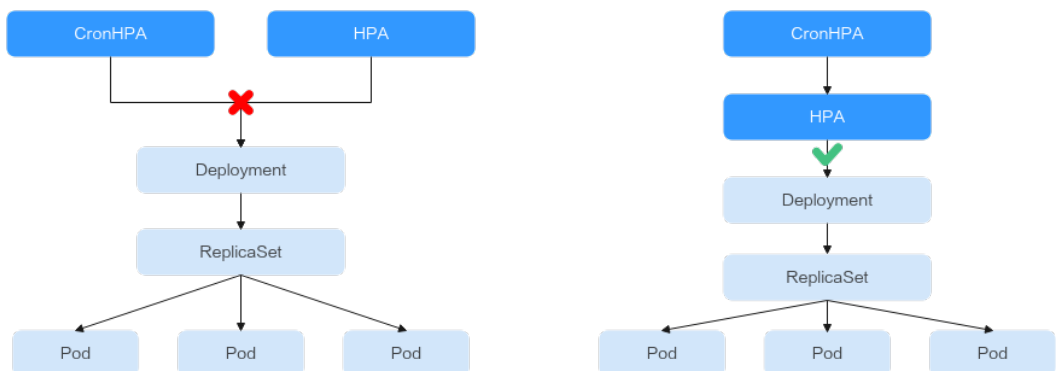 CronHPA
HPA
Deployment
ReplicaSet
Pod
Pod
Pod
CronHPA
HPA
Deployment
ReplicaSet
Pod
Pod
Pod